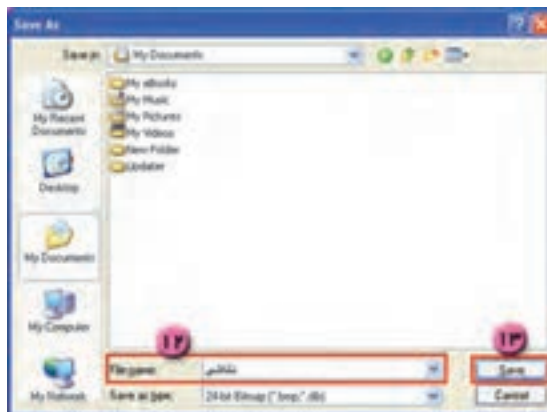 Save As
Save in: My Documents
My eBooks
My Music
My Pictures
My Videos
New Folder
Updater
My Recent Documents
Desktop
My Documents
My Computer
My Network
۱۲
۱۳
File name: نقاشی
Save
Save as type: 24-bit Bitmap (*.bmp;*.dib)
Cancel